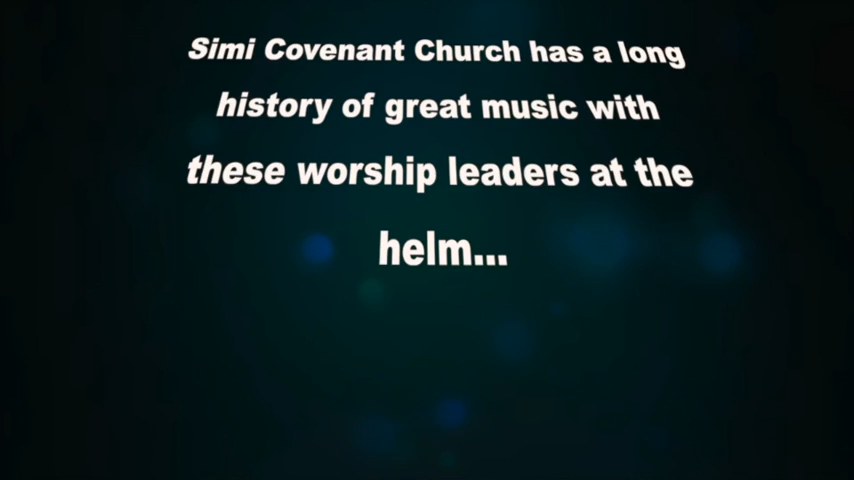 Simi Covenant Church has a long
history of great music with
these worship leaders at the
helm...